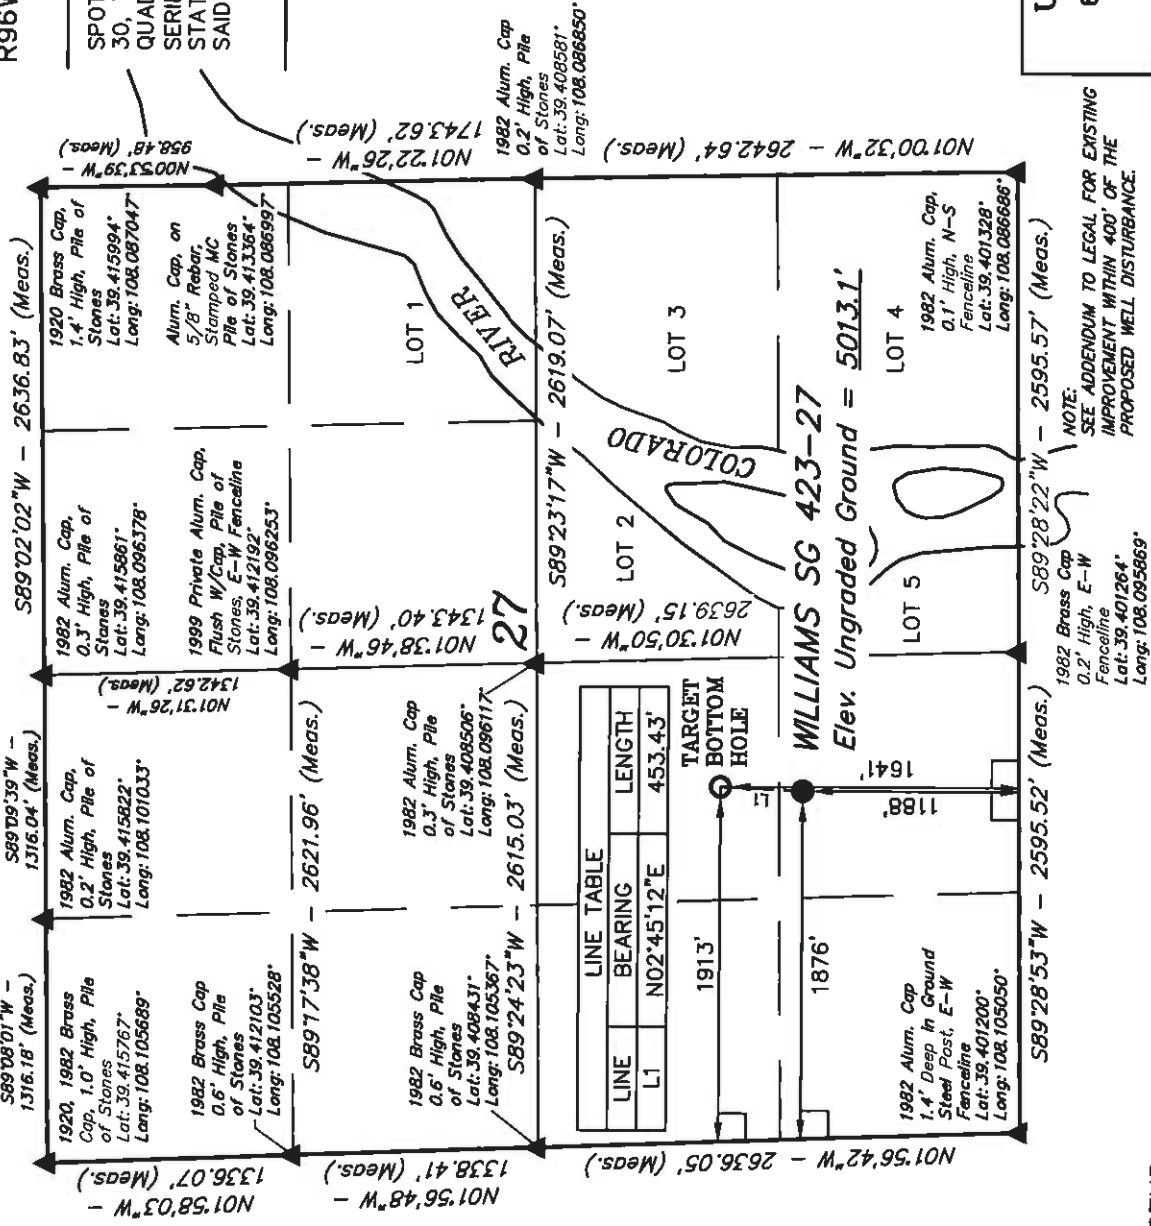 R96W
SPOT
30,
QUAD
SERIE
STAT
SAID
S89°08'01"W –
1316.18' (Meas.)
S89°09'39"W –
1316.04' (Meas.)
S89°02'02"W – 2636.83' (Meas.)
1920, 1982 Brass
Cap, 1.0' High, Pile
of Stones
Lat: 39.415767°
Long: 108.105689°
1982 Alum. Cap,
0.2' High, Pile of
Stones
Lat: 39.415822°
Long: 108.101033°
1982 Alum. Cap,
0.3' High, Pile of
Stones
Lat: 39.415861°
Long: 108.096378°
1920 Brass Cap,
1.4' High, Pile of
Stones
Lat: 39.415994°
Long: 108.087047°
N00°53'39"W –
958.48' (Meas.)
N01°58'03"W –
1336.07' (Meas.)
N01°31'26"W –
1342.62' (Meas.)
1982 Brass Cap
0.6' High, Pile
of Stones
Lat: 39.412103°
Long: 108.105528°
1999 Private Alum. Cap,
Flush W/Cap, Pile of
Stones, E–W Fenceline
Lat: 39.412192°
Long: 108.096253°
Alum. Cap, on
5/8" Rebar,
Stamped MC
Pile of Stones
Lat: 39.413364°
Long: 108.086997°
S89°17'38"W – 2621.96' (Meas.)
LOT 1
N01°56'48"W –
1338.41' (Meas.)
N01°38'46"W –
1343.40' (Meas.)
N01°22'26"W –
1743.62' (Meas.)
1982 Brass Cap
0.6' High, Pile
of Stones
Lat: 39.408431°
Long: 108.105367°
1982 Alum. Cap
0.3' High, Pile
of Stones
Lat: 39.408506°
Long: 108.096117°
1982 Alum. Cap
0.2' High, Pile
of Stones
Lat: 39.408581°
Long: 108.086850°
27
S89°24'23"W – 2615.03' (Meas.)
S89°23'17"W – 2619.07' (Meas.)
COLORADO RIVER
LOT 2
LOT 3
LINE TABLE
LINE BEARING LENGTH
L1 N02°45'12"E 453.43'
N01°56'42"W – 2636.05' (Meas.)
N01°30'50"W –
2639.15' (Meas.)
N01°00'32"W – 2642.64' (Meas.)
TARGET
BOTTOM
HOLE
1913'
L1
WILLIAMS SG 423–27
Elev. Ungraded Ground = 5013.1'
1876'
1188'
1641'
LOT 5
LOT 4
1982 Alum. Cap
1.4' Deep In Ground
Steel Post, E–W
Fenceline
Lat: 39.401200°
Long: 108.105050°
1982 Alum. Cap,
0.1' High, N–S
Fenceline
Lat: 39.401328°
Long: 108.086686°
S89°28'53"W – 2595.52' (Meas.)
S89°28'22"W – 2595.57' (Meas.)
1982 Brass Cap
0.2' High, E–W
Fenceline
Lat: 39.401264°
Long: 108.095869°
NOTE:
SEE ADDENDUM TO LEGAL FOR EXISTING
IMPROVEMENT WITHIN 400' OF THE
PROPOSED WELL DISTURBANCE.